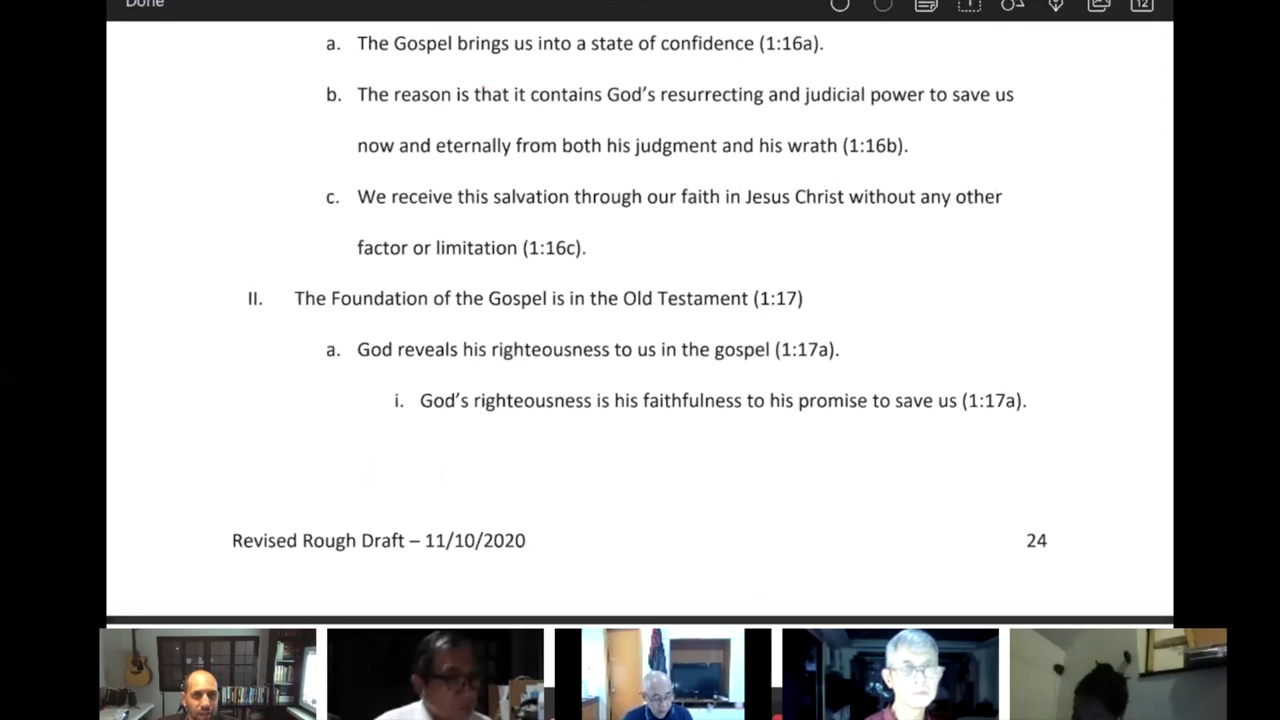 Done
12
a. The Gospel brings us into a state of confidence (1:16a).
b. The reason is that it contains God's resurrecting and judicial power to save us
now and eternally from both his judgment and his wrath (1:16b).
c. We receive this salvation through our faith in Jesus Christ without any other
factor or limitation (1:16c).
II. The Foundation of the Gospel is in the Old Testament (1:17)
a. God reveals his righteousness to us in the gospel (1:17a).
i. God's righteousness is his faithfulness to his promise to save us (1:17a).
Revised Rough Draft – 11/10/2020 24